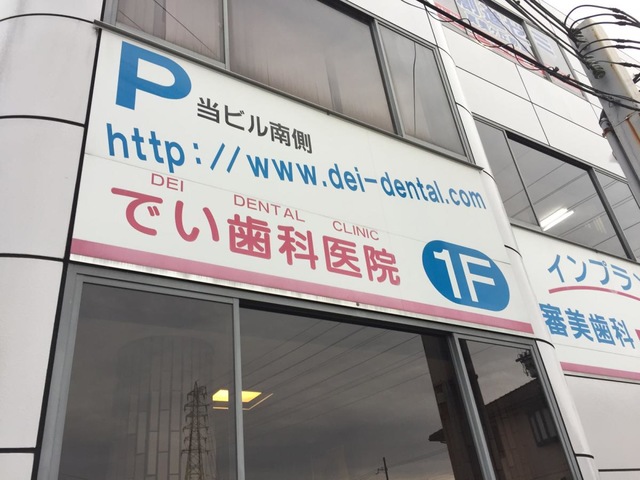 P 当ビル南側
http://www.dei-dental.com
DEI DENTAL CLINIC
でい歯科医院
1F
インプラン
審美歯科